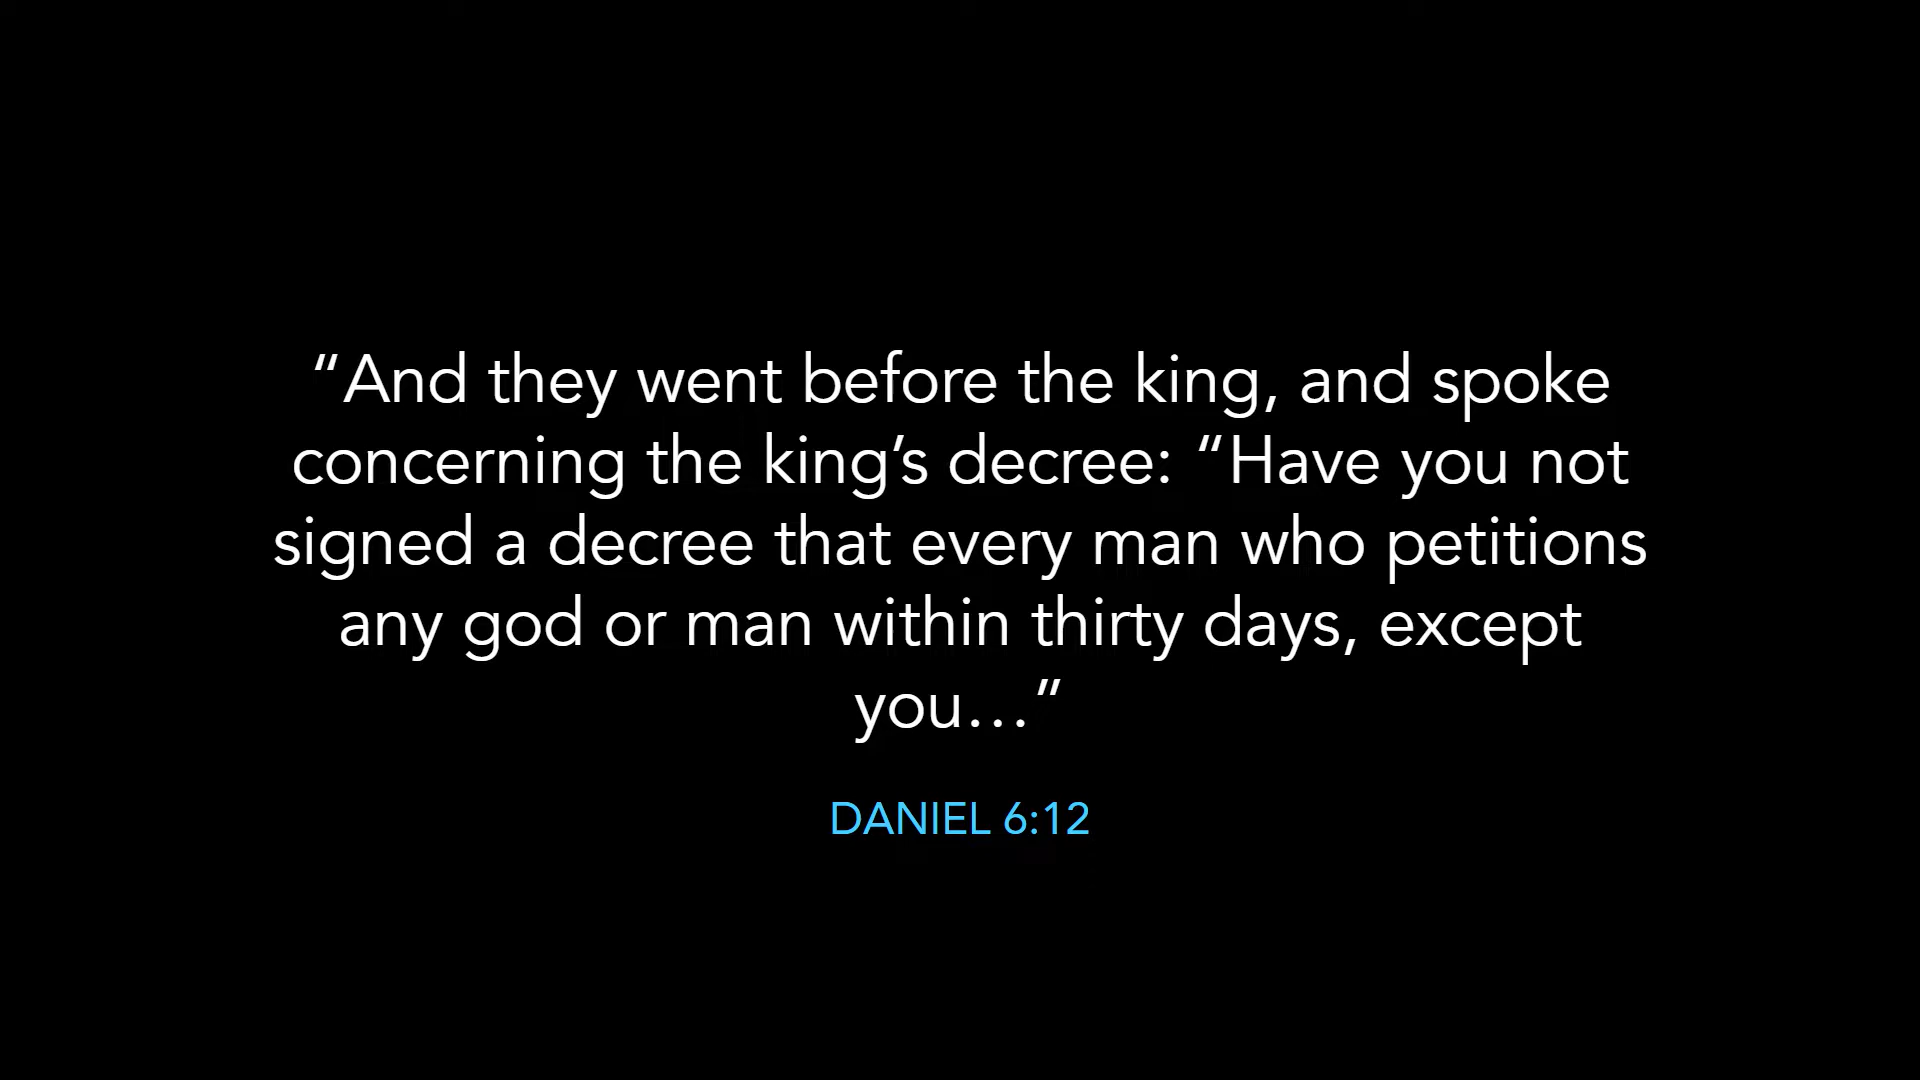 “And they went before the king, and spoke
concerning the king’s decree: “Have you not
signed a decree that every man who petitions
any god or man within thirty days, except
you…”
DANIEL 6:12